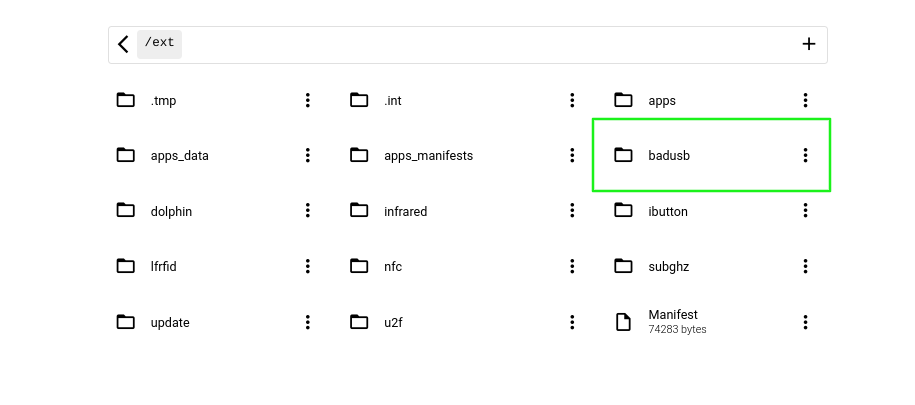 /ext
.tmp
.int
apps
apps_data
apps_manifests
badusb
dolphin
infrared
ibutton
lfrfid
nfc
subghz
update
u2f
Manifest
74283 bytes